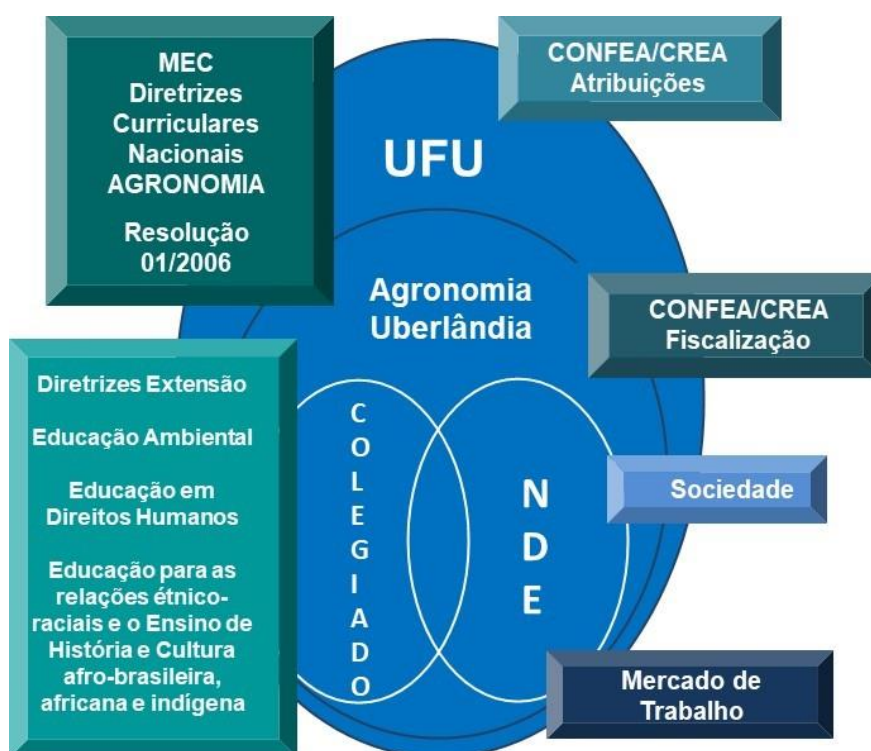 MEC
Diretrizes
Curriculares
Nacionais
AGRONOMIA
Resolução
01/2006
CONFEA/CREA
Atribuições
UFU
Agronomia
Uberlândia
CONFEA/CREA
Fiscalização
Diretrizes Extensão
Educação Ambiental
Educação em
Direitos Humanos
Educação para as
relações étnico-
raciais e o Ensino de
História e Cultura
afro-brasileira,
africana e indígena
COLEGIADO
NDE
Sociedade
Mercado de
Trabalho